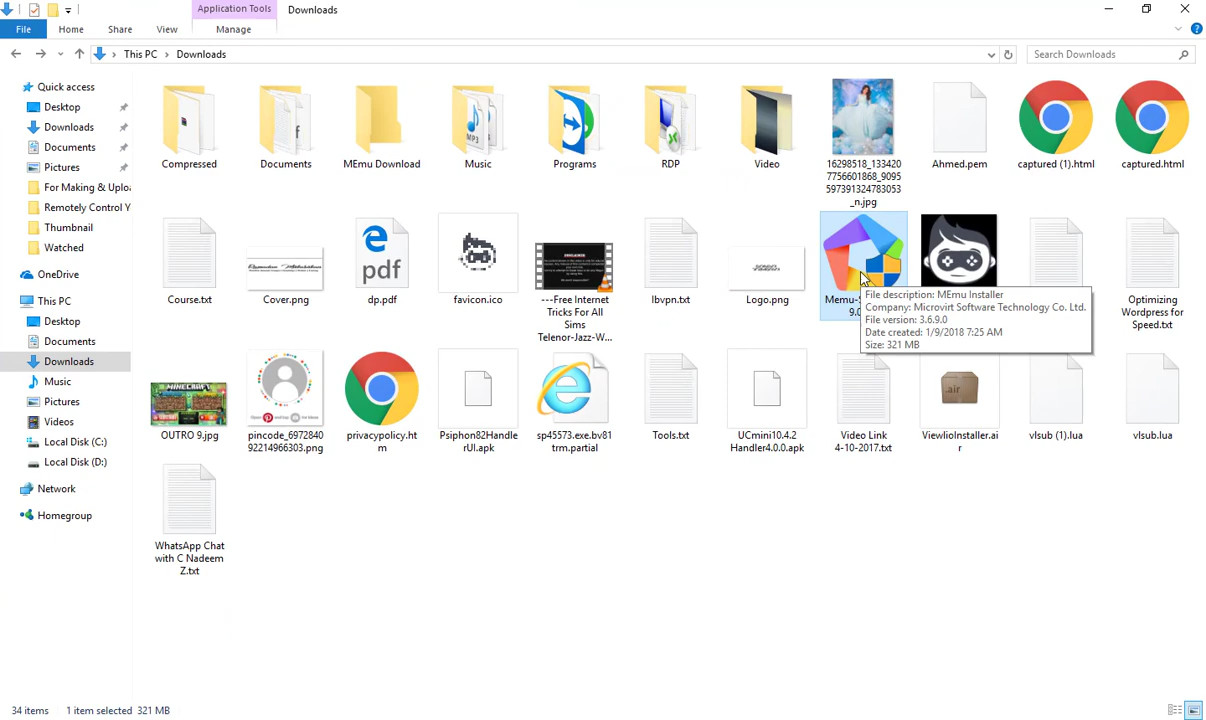 Application Tools
Downloads
File
Home
Share
View
Manage
This PC
Downloads
Search Downloads
Quick access
Desktop
Downloads
Documents
Pictures
For Making & Uplo
Remotely Control Y
Thumbnail
Watched
OneDrive
This PC
Desktop
Documents
Downloads
Music
Pictures
Videos
Local Disk (C:)
Local Disk (D:)
Network
Homegroup
Compressed
Documents
MEmu Download
Music
Programs
RDP
Video
16298518_133420
7756601868_9095
597391324783053
_n.jpg
Ahmed.pem
captured (1).html
captured.html
Course.txt
Cover.png
pdf
dp.pdf
favicon.ico
---Free Internet
Tricks For All
Sims
Telenor-Jazz-W...
lbvpn.txt
Logo.png
Memu-S
9.0
File description: MEmu Installer
Company: Microvirt Software Technology Co. Ltd.
File version: 3.6.9.0
Date created: 1/9/2018 7:25 AM
Size: 321 MB
Optimizing
Wordpress for
Speed.txt
MINECRAFT
OUTRO 9.jpg
pincode_6972840
92214966303.png
privacypolicy.ht
m
Psiphon82Handle
rUI.apk
sp45573.exe.bv81
trm.partial
Tools.txt
UCmini10.4.2
Handler4.0.0.apk
Video Link
4-10-2017.txt
air
ViewlioInstaller.ai
r
vlsub (1).lua
vlsub.lua
WhatsApp Chat
with C Nadeem
Z.txt
34 items
1 item selected 321 MB